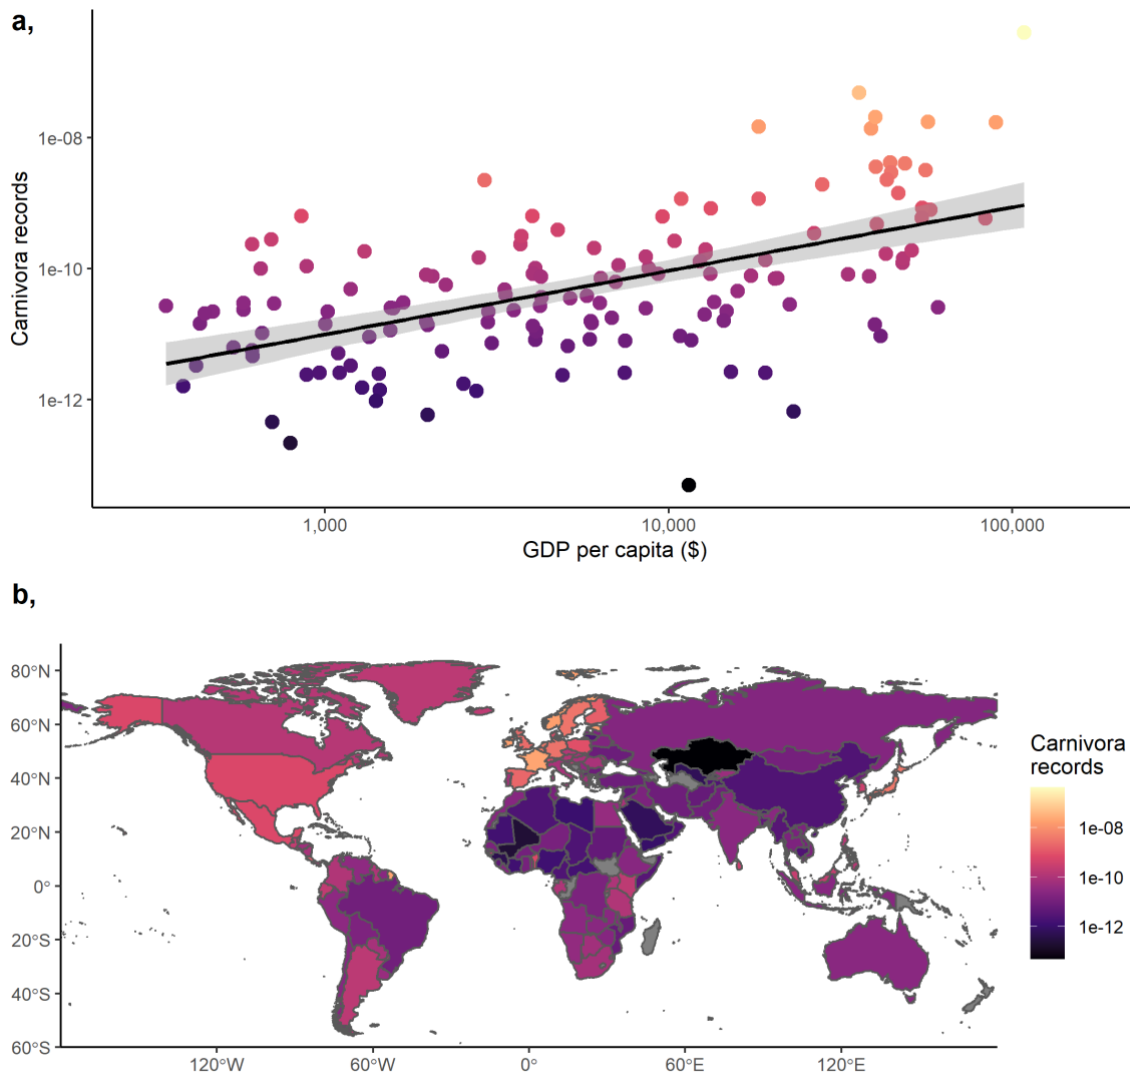 a,
1e-08
1e-10
1e-12
Carnivora records
1,000
10,000
100,000
GDP per capita ($)
b,
80°N
60°N
40°N
20°N
0°
20°S
40°S
60°S
120°W
60°W
0°
60°E
120°E
Carnivora
records
1e-08
1e-10
1e-12